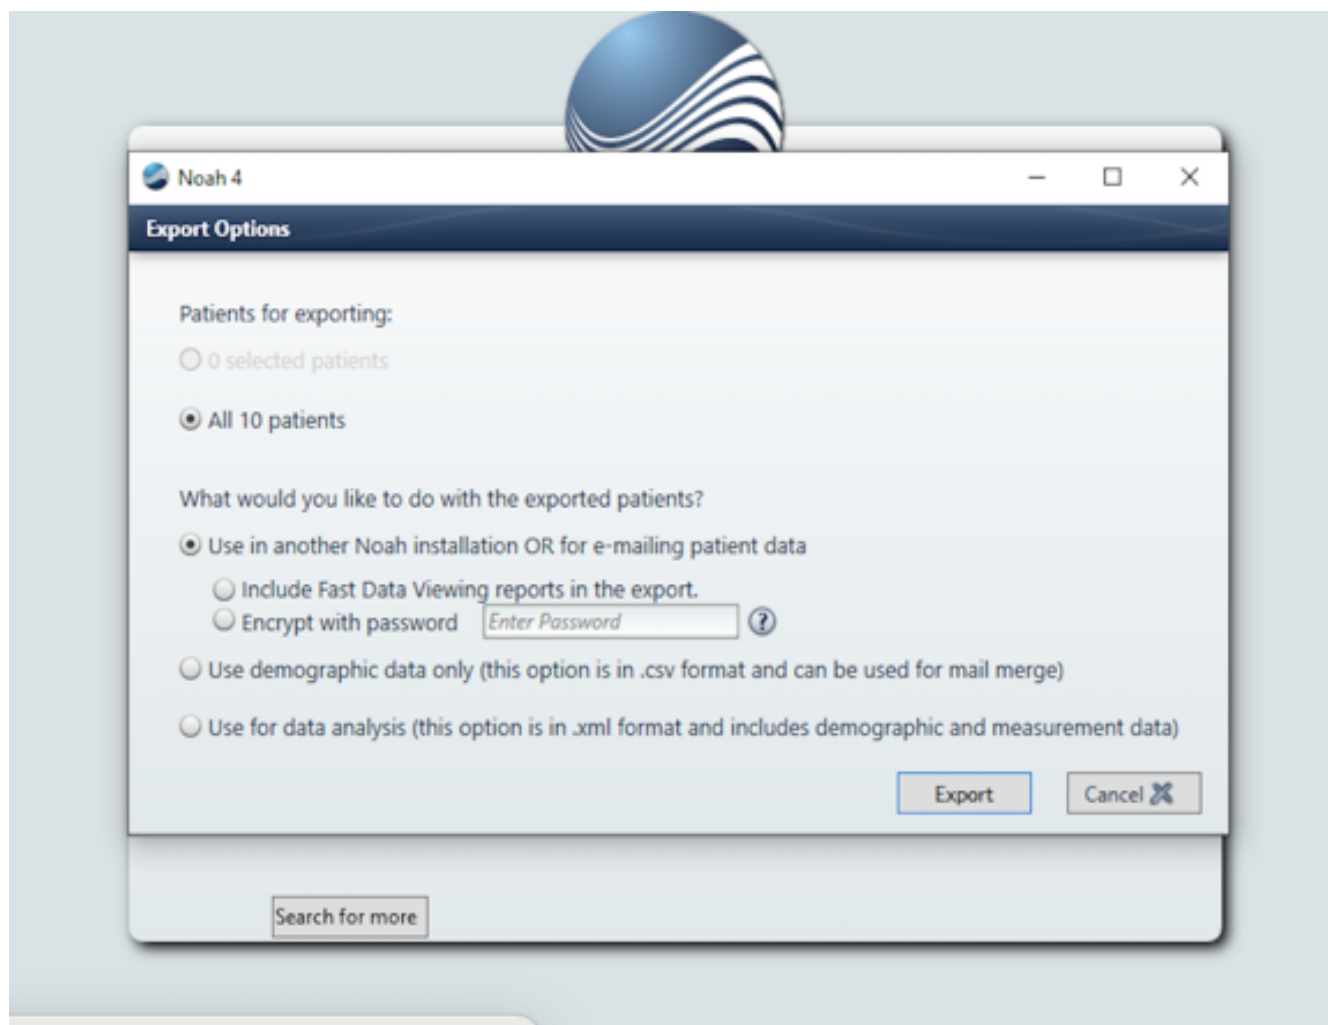 Noah 4
Export Options
Patients for exporting:
0 selected patients
All 10 patients
What would you like to do with the exported patients?
Use in another Noah installation OR for e-mailing patient data
Include Fast Data Viewing reports in the export.
Encrypt with password Enter Password ?
Use demographic data only (this option is in .csv format and can be used for mail merge)
Use for data analysis (this option is in .xml format and includes demographic and measurement data)
Export Cancel
Search for more